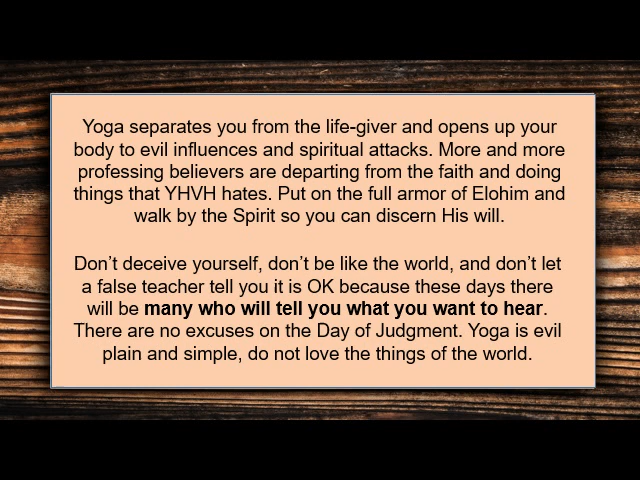 Yoga separates you from the life-giver and opens up your
body to evil influences and spiritual attacks. More and more
professing believers are departing from the faith and doing
things that YHVH hates. Put on the full armor of Elohim and
walk by the Spirit so you can discern His will.
Don't deceive yourself, don't be like the world, and don't let
a false teacher tell you it is OK because these days there
will be many who will tell you what you want to hear.
There are no excuses on the Day of Judgment. Yoga is evil
plain and simple, do not love the things of the world.